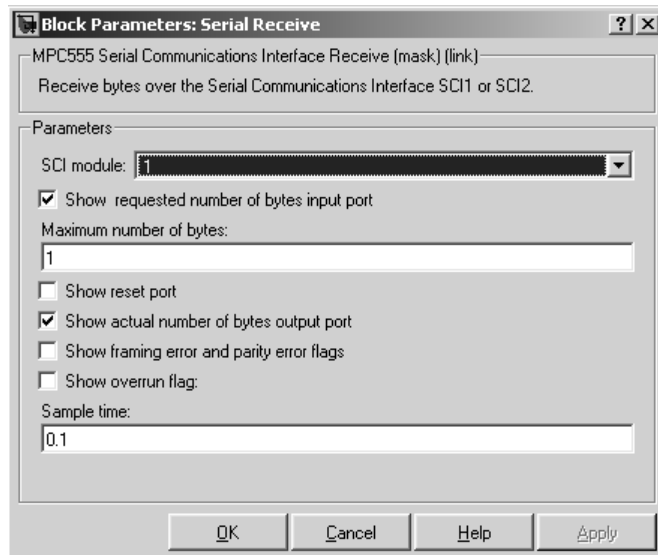 Block Parameters: Serial Receive
MPC555 Serial Communications Interface Receive (mask) (link)
Receive bytes over the Serial Communications Interface SCI1 or SCI2.
Parameters
SCI module: 1
Show requested number of bytes input port
Maximum number of bytes:
1
Show reset port
Show actual number of bytes output port
Show framing error and parity error flags
Show overrun flag:
Sample time:
0.1
OK Cancel Help Apply